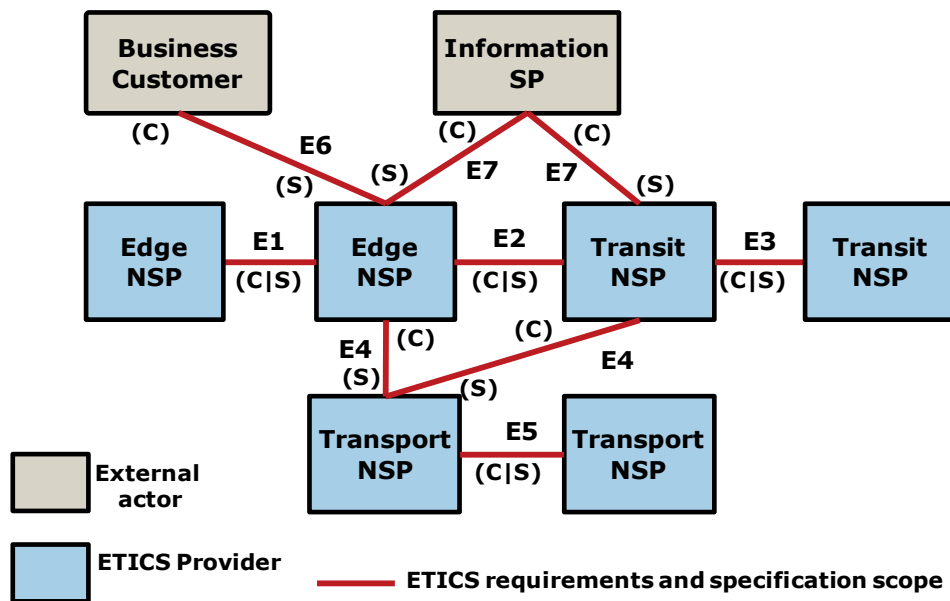 Business
Customer
Information
SP
(C)
(C)
(C)
E6
E7
E7
(S)
(S)
(S)
Edge
NSP
E1
(C|S)
Edge
NSP
E2
(C|S)
Transit
NSP
E3
(C|S)
Transit
NSP
E4
(C)
(S)
(C)
E4
(S)
Transport
NSP
E5
(C|S)
Transport
NSP
External
actor
ETICS Provider
ETICS requirements and specification scope